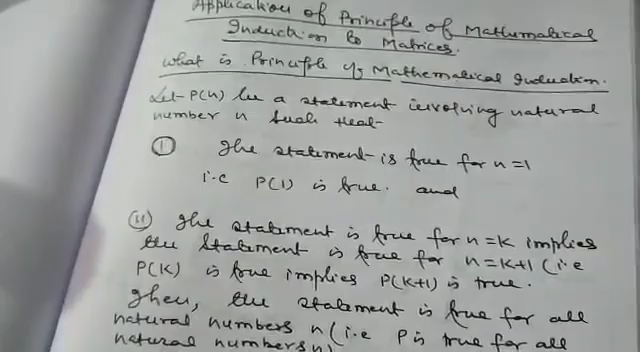 Application of Principle of Mathematical
Induction to Matrices.
What is Principle of Mathematical Induction.
Let P(n) be a statement involving natural
number n such that
(I) The statement is true for n=1
i.e P(1) is true. and
(II) The statement is true for n=K implies
the statement is true for n=K+1 (i.e
P(K) is true implies P(K+1) is true.
Then, the statement is true for all
natural numbers n (i.e P is true for all
natural numbers n)